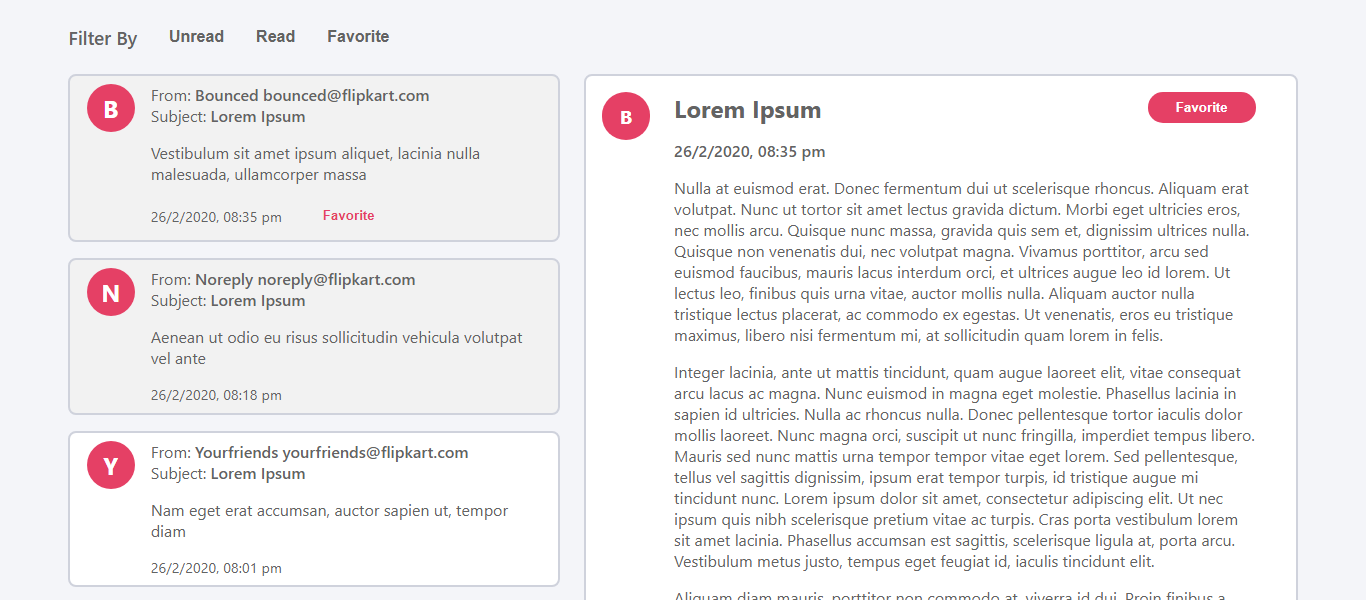 Filter By Unread Read Favorite
B
From: Bounced bounced@flipkart.com
Subject: Lorem Ipsum
Vestibulum sit amet ipsum aliquet, lacinia nulla
malesuada, ullamcorper massa
26/2/2020, 08:35 pm Favorite
N
From: Noreply noreply@flipkart.com
Subject: Lorem Ipsum
Aenean ut odio eu risus sollicitudin vehicula volutpat
vel ante
26/2/2020, 08:18 pm
Y
From: Yourfriends yourfriends@flipkart.com
Subject: Lorem Ipsum
Nam eget erat accumsan, auctor sapien ut, tempor
diam
26/2/2020, 08:01 pm
B
Lorem Ipsum
Favorite
26/2/2020, 08:35 pm
Nulla at euismod erat. Donec fermentum dui ut scelerisque rhoncus. Aliquam erat
volutpat. Nunc ut tortor sit amet lectus gravida dictum. Morbi eget ultricies eros,
nec mollis arcu. Quisque nunc massa, gravida quis sem et, dignissim ultrices nulla.
Quisque non venenatis dui, nec volutpat magna. Vivamus porttitor, arcu sed
euismod faucibus, mauris lacus interdum orci, et ultrices augue leo id lorem. Ut
lectus leo, finibus quis urna vitae, auctor mollis nulla. Aliquam auctor nulla
tristique lectus placerat, ac commodo ex egestas. Ut venenatis, eros eu tristique
maximus, libero nisi fermentum mi, at sollicitudin quam lorem in felis.
Integer lacinia, ante ut mattis tincidunt, quam augue laoreet elit, vitae consequat
arcu lacus ac magna. Nunc euismod in magna eget molestie. Phasellus lacinia in
sapien id ultricies. Nulla ac rhoncus nulla. Donec pellentesque tortor iaculis dolor
mollis laoreet. Nunc magna orci, suscipit ut nunc fringilla, imperdiet tempus libero.
Mauris sed nunc mattis urna tempor tempor vitae eget lorem. Sed pellentesque,
tellus vel sagittis dignissim, ipsum erat tempor turpis, id tristique augue mi
tincidunt nunc. Lorem ipsum dolor sit amet, consectetur adipiscing elit. Ut nec
ipsum quis nibh scelerisque pretium vitae ac turpis. Cras porta vestibulum lorem
sit amet lacinia. Phasellus accumsan est sagittis, scelerisque ligula at, porta arcu.
Vestibulum metus justo, tempus eget feugiat id, iaculis tincidunt elit.
Aliquam diam mauris, porttitor non commodo at, viverra id dui. Proin finibus a